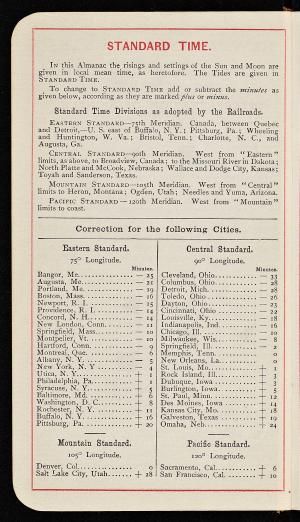 STANDARD TIME.
IN this Almanac the risings and settings of the Sun and Moon are
given in local mean time, as heretofore. The Tides are given in
STANDARD TIME.
To change to STANDARD TIME add or subtract the minutes as
given below, according as they are marked plus or minus.
Standard Time Divisions as adopted by the Railroads.
EASTERN STANDARD—75th Meridian. Canada, between Quebec
and Detroit,—U. S. east of Buffalo, N. Y.; Pittsburg, Pa.; Wheeling
and Huntington, W. Va.; Bristol, Tenn.; Charlotte, N. C., and
Augusta, Ga.
CENTRAL STANDARD—90th Meridian. West from "Eastern"
limits, as above, to Broadview, Canada; to the Missouri River in Dakota;
North Platte and McCook, Nebraska; Wallace and Dodge City, Kansas;
Toyah and Sanderson, Texas.
MOUNTAIN STANDARD—105th Meridian. West from "Central"
limits to Heron, Montana; Ogden, Utah; Needles and Yuma, Arizona.
PACIFIC STANDARD—120th Meridian. West from "Mountain"
limits to coast.
Correction for the following Cities.
Eastern Standard.
75° Longitude.
Minutes.
Bangor, Me. — 25
Augusta, Me. — 21
Portland, Me. — 19
Boston, Mass. — 16
Newport, R. I. — 15
Providence, R. I. — 14
Concord, N. H. — 14
New London, Conn. — 11
Springfield, Mass. — 10
Montpelier, Vt. — 10
Hartford, Conn. — 9
Montreal, Que. — 6
Albany, N. Y. — 5
New York, N. Y. — 4
Utica, N. Y. 1
Philadelphia, Pa. + 1
Syracuse, N. Y. + 5
Baltimore, Md. + 6
Washington, D. C. + 8
Rochester, N. Y. + 11
Buffalo, N. Y. + 16
Pittsburg, Pa. + 20
Central Standard.
90° Longitude.
Minutes.
Cleveland, Ohio — 33
Columbus, Ohio — 28
Detroit, Mich. — 28
Toledo, Ohio — 26
Dayton, Ohio — 23
Cincinnati, Ohio — 22
Louisville, Ky. — 18
Indianapolis, Ind. — 16
Chicago, Ill. — 10
Milwaukee, Wis. — 8
Springfield, Ill. — 2
Memphis, Tenn. 0
New Orleans, La. 0
St. Louis, Mo. + 1
Rock Island, Ill. + 3
Dubuque, Iowa + 3
Burlington, Iowa + 5
St. Paul, Minn. + 12
Des Moines, Iowa + 14
Kansas City, Mo. + 18
Galveston, Texas + 19
Omaha, Neb. + 24
Mountain Standard.
105° Longitude.
Denver, Col. 0
Salt Lake City, Utah + 28
Pacific Standard.
120° Longitude.
Sacramento, Cal. + 6
San Francisco, Cal. + 10